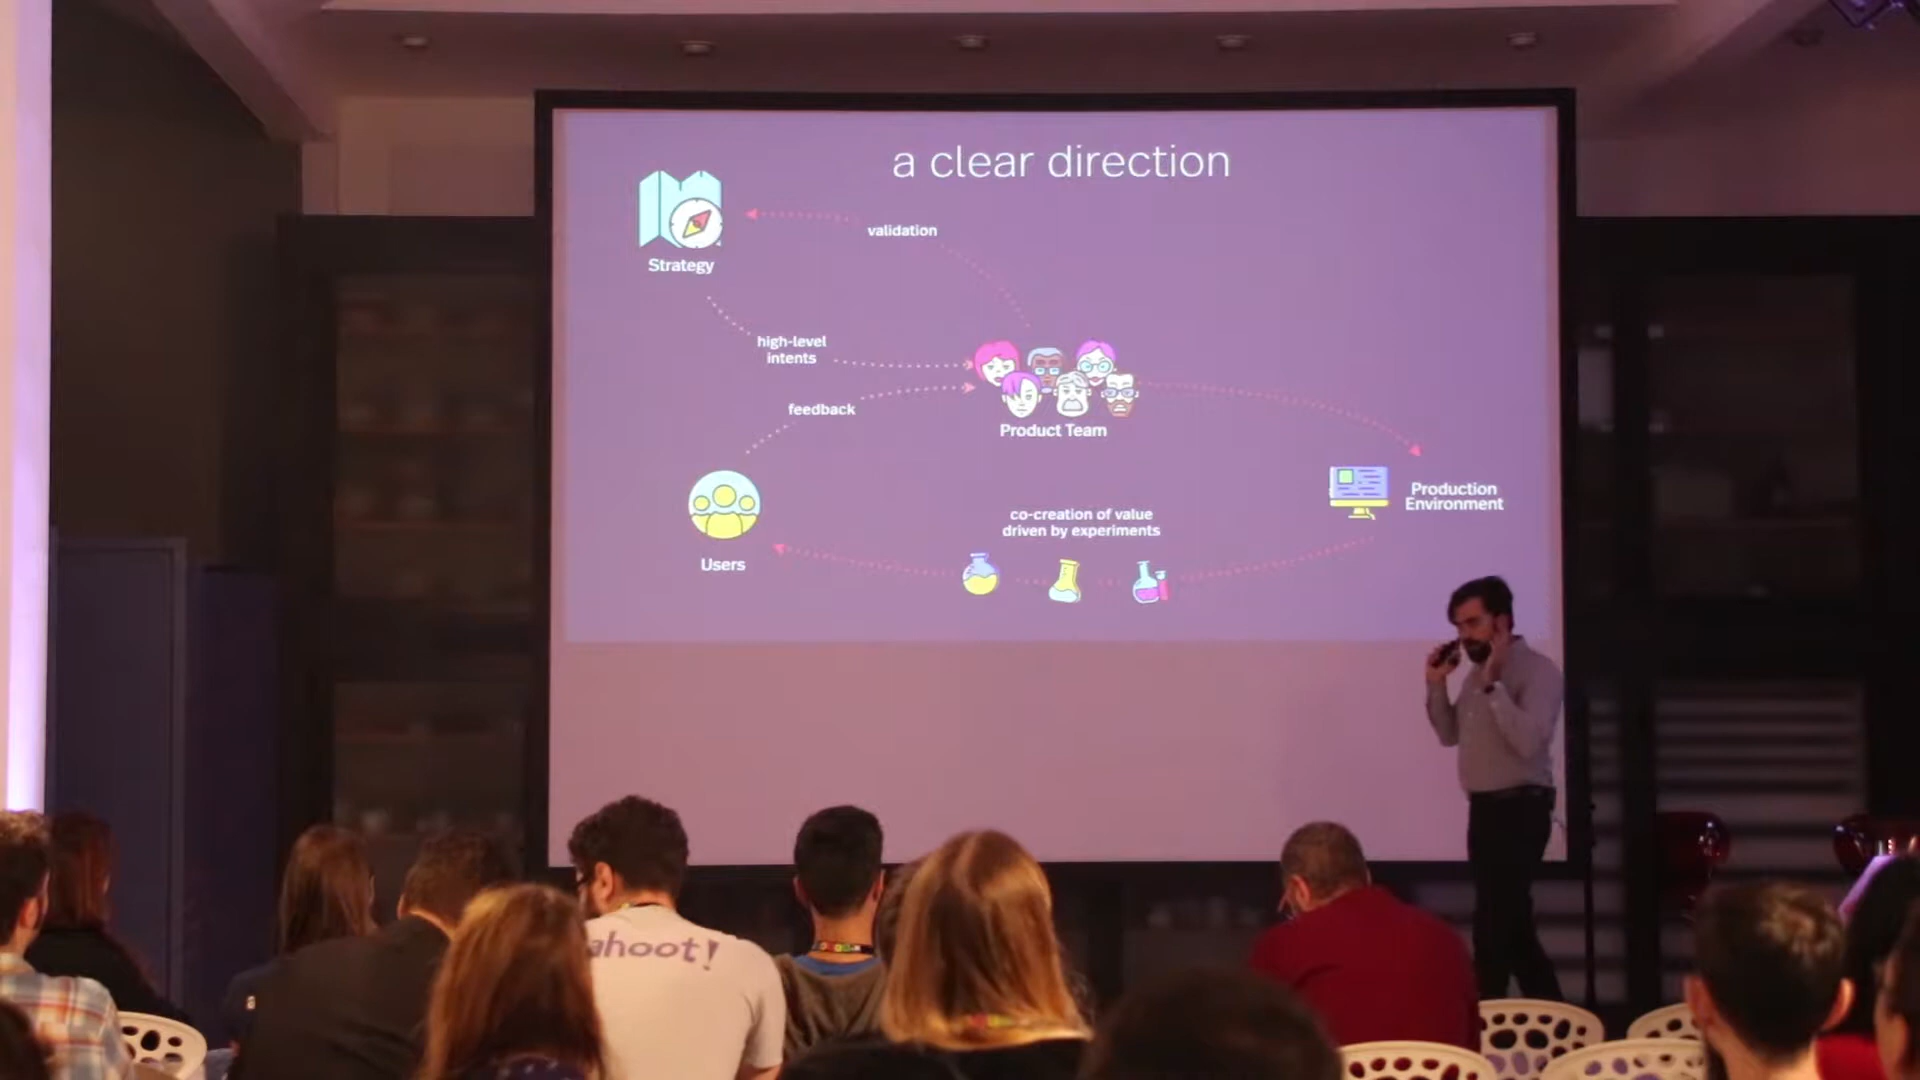 a clear direction
validation
Strategy
high-level
intents
feedback
Product Team
Production
Environment
co-creation of value
driven by experiments
Users
ahoot!